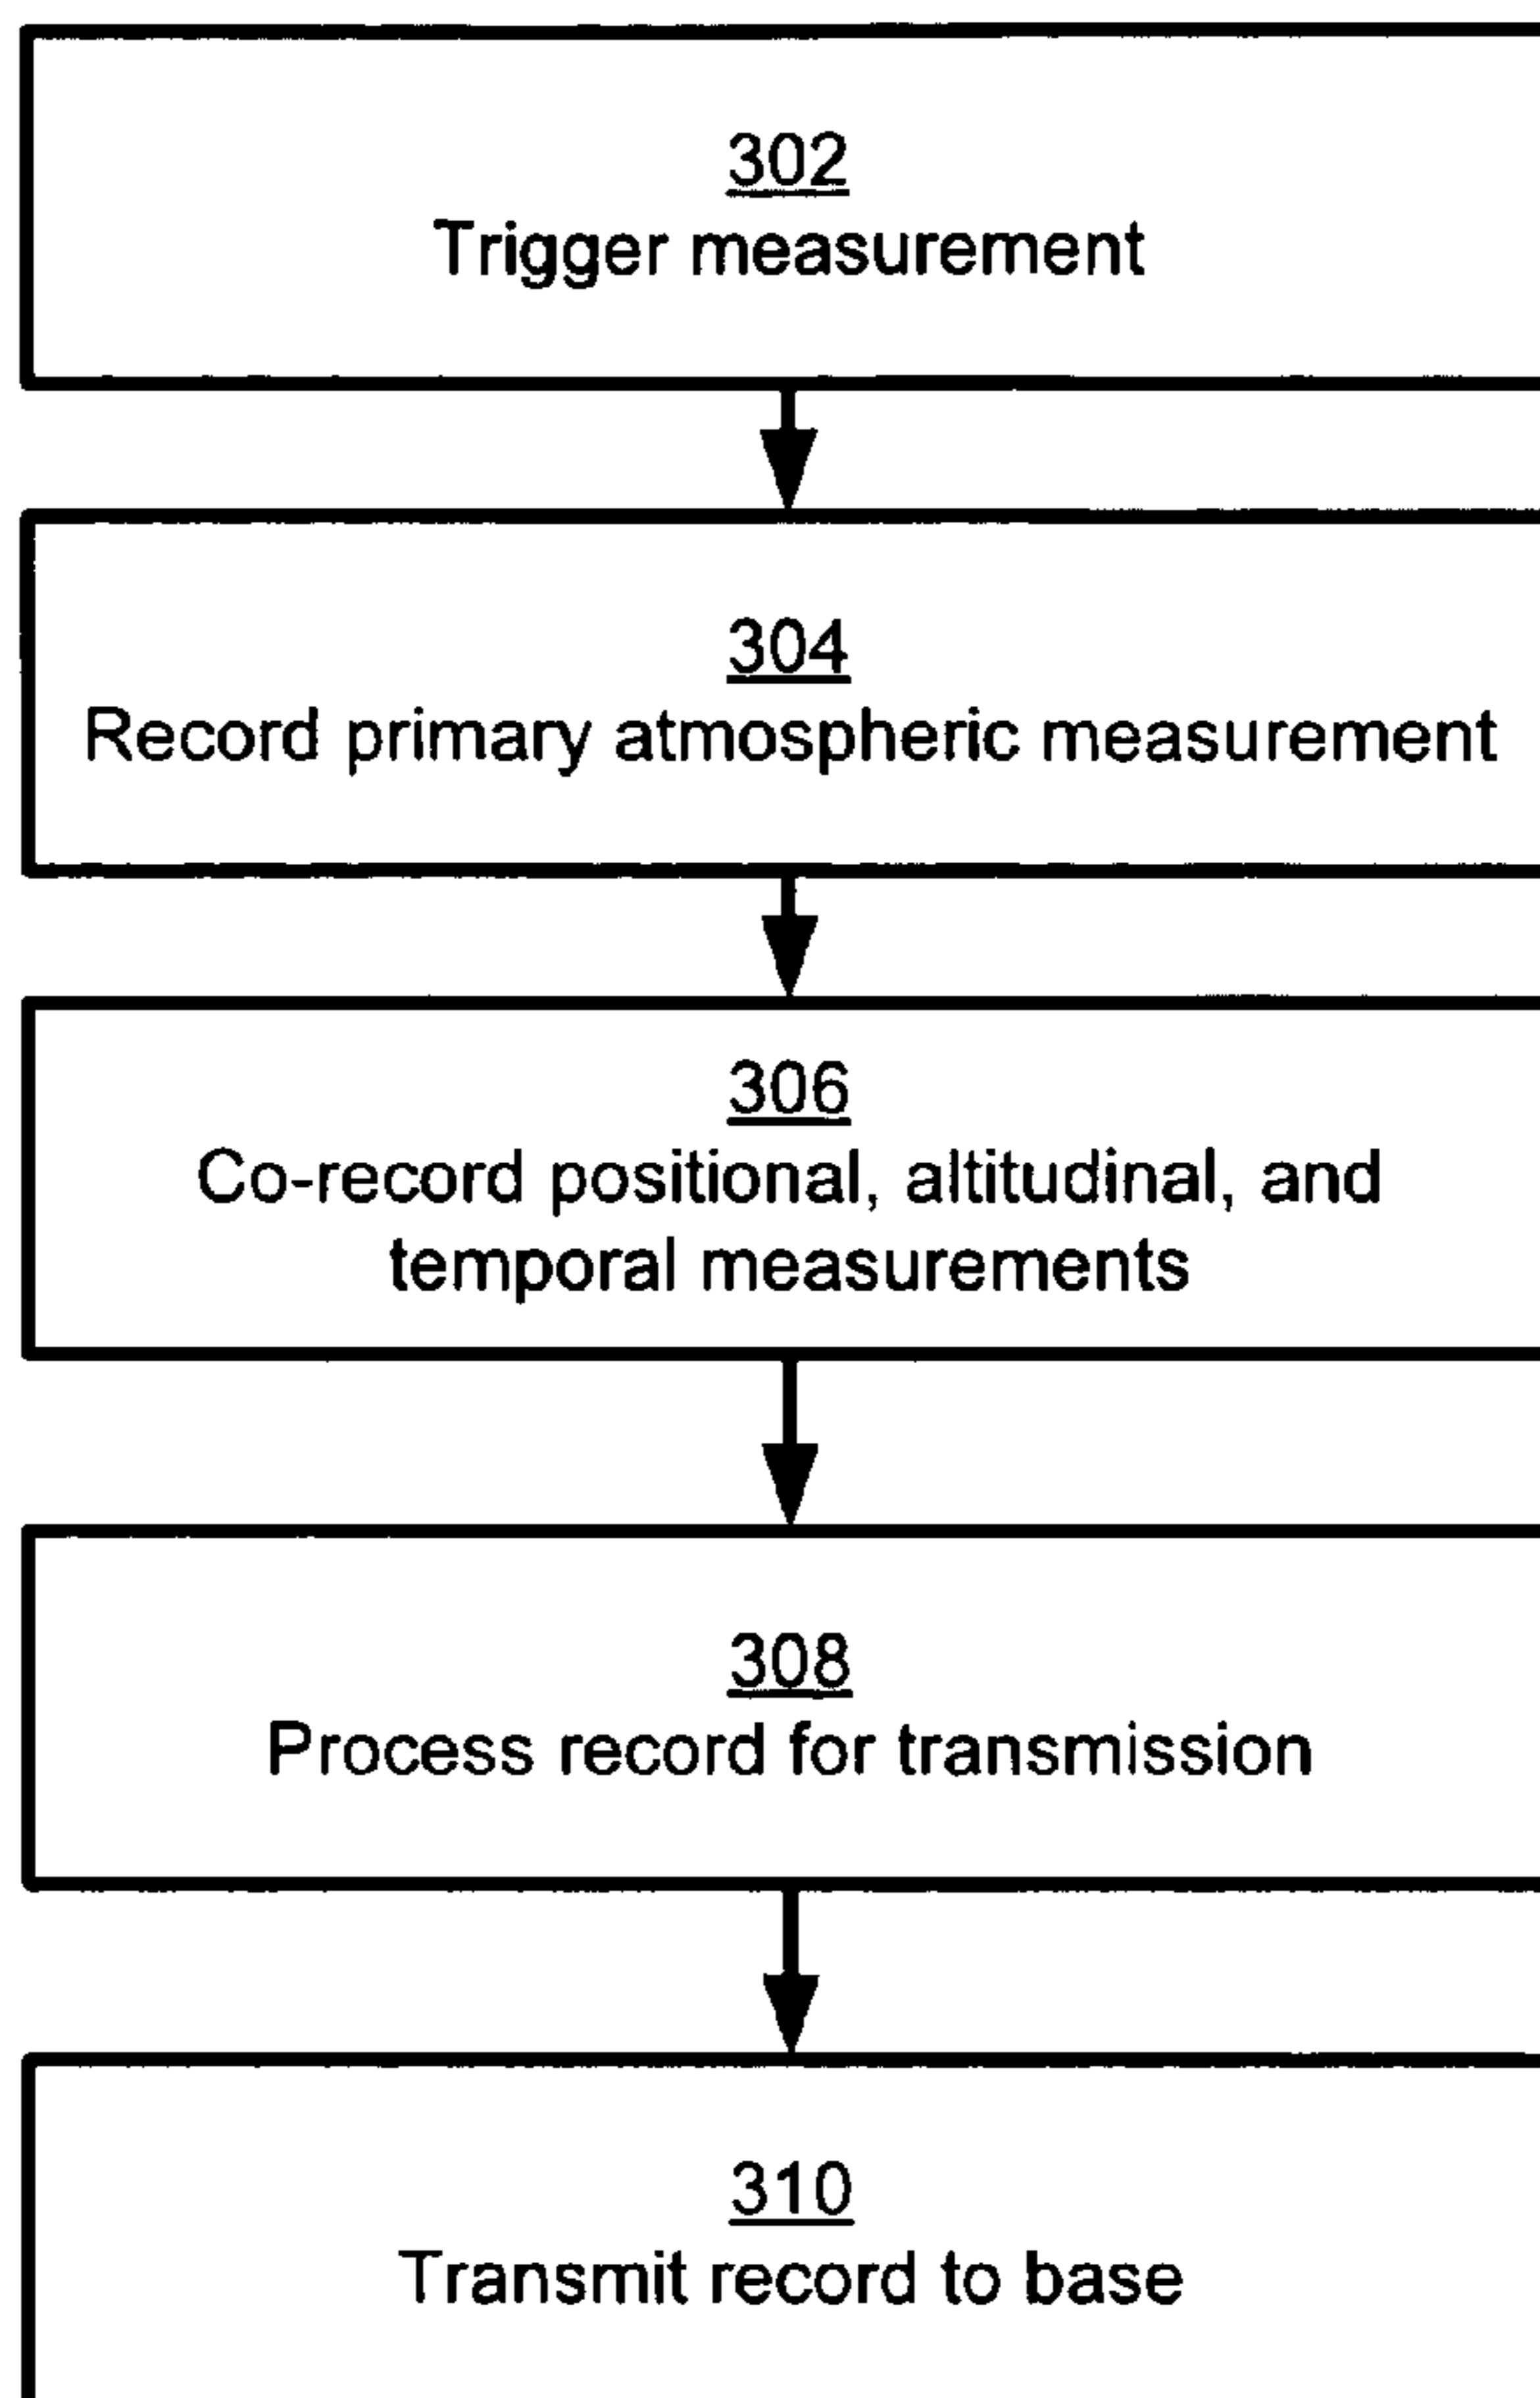 302
Trigger measurement
304
Record primary atmospheric measurement
306
Co-record positional, altitudinal, and
temporal measurements
308
Process record for transmission
310
Transmit record to base